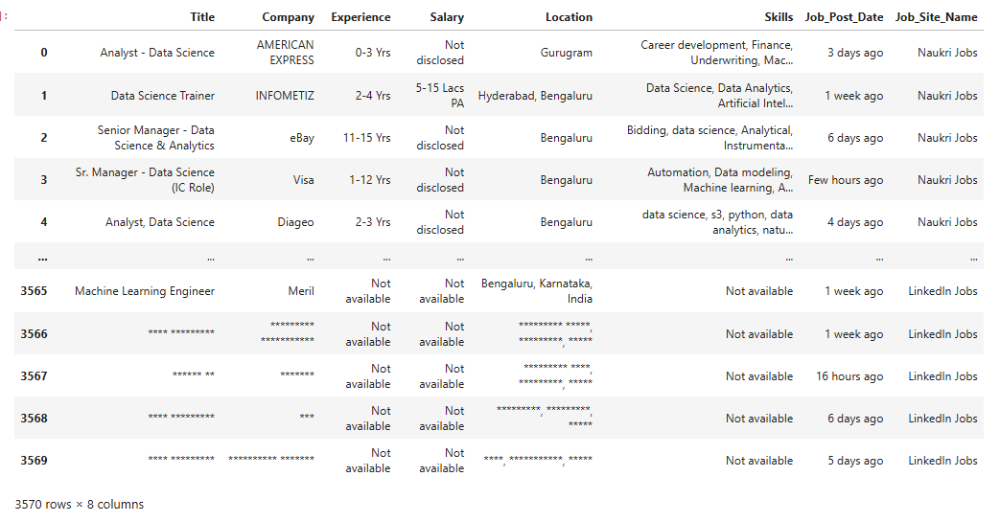 ]:
Title Company Experience Salary Location Skills Job_Post_Date Job_Site_Name
0 Analyst - Data Science AMERICAN EXPRESS 0-3 Yrs Not disclosed Gurugram Career development, Finance, Underwriting, Mac... 3 days ago Naukri Jobs
1 Data Science Trainer INFOMETIZ 2-4 Yrs 5-15 Lacs PA Hyderabad, Bengaluru Data Science, Data Analytics, Artificial Intel... 1 week ago Naukri Jobs
2 Senior Manager - Data Science & Analytics eBay 11-15 Yrs Not disclosed Bengaluru Bidding, data science, Analytical, Instrumenta... 6 days ago Naukri Jobs
3 Sr. Manager - Data Science (IC Role) Visa 1-12 Yrs Not disclosed Bengaluru Automation, Data modeling, Machine learning, A... Few hours ago Naukri Jobs
4 Analyst, Data Science Diageo 2-3 Yrs Not disclosed Bengaluru data science, s3, python, data analytics, natu... 4 days ago Naukri Jobs
... ... ... ... ... ... ... ... ...
3565 Machine Learning Engineer Meril Not available Not available Bengaluru, Karnataka, India Not available 1 week ago LinkedIn Jobs
3566 **** ********* ********* *********** Not available Not available ********* *****, *********, ***** Not available 1 week ago LinkedIn Jobs
3567 ****** ** ******* Not available Not available ********* ****, *********, ***** Not available 16 hours ago LinkedIn Jobs
3568 **** ********* *** Not available Not available *********, *********, ***** Not available 6 days ago LinkedIn Jobs
3569 **** ********* ********** ******* Not available Not available ****, ***********, ***** Not available 5 days ago LinkedIn Jobs
3570 rows × 8 columns